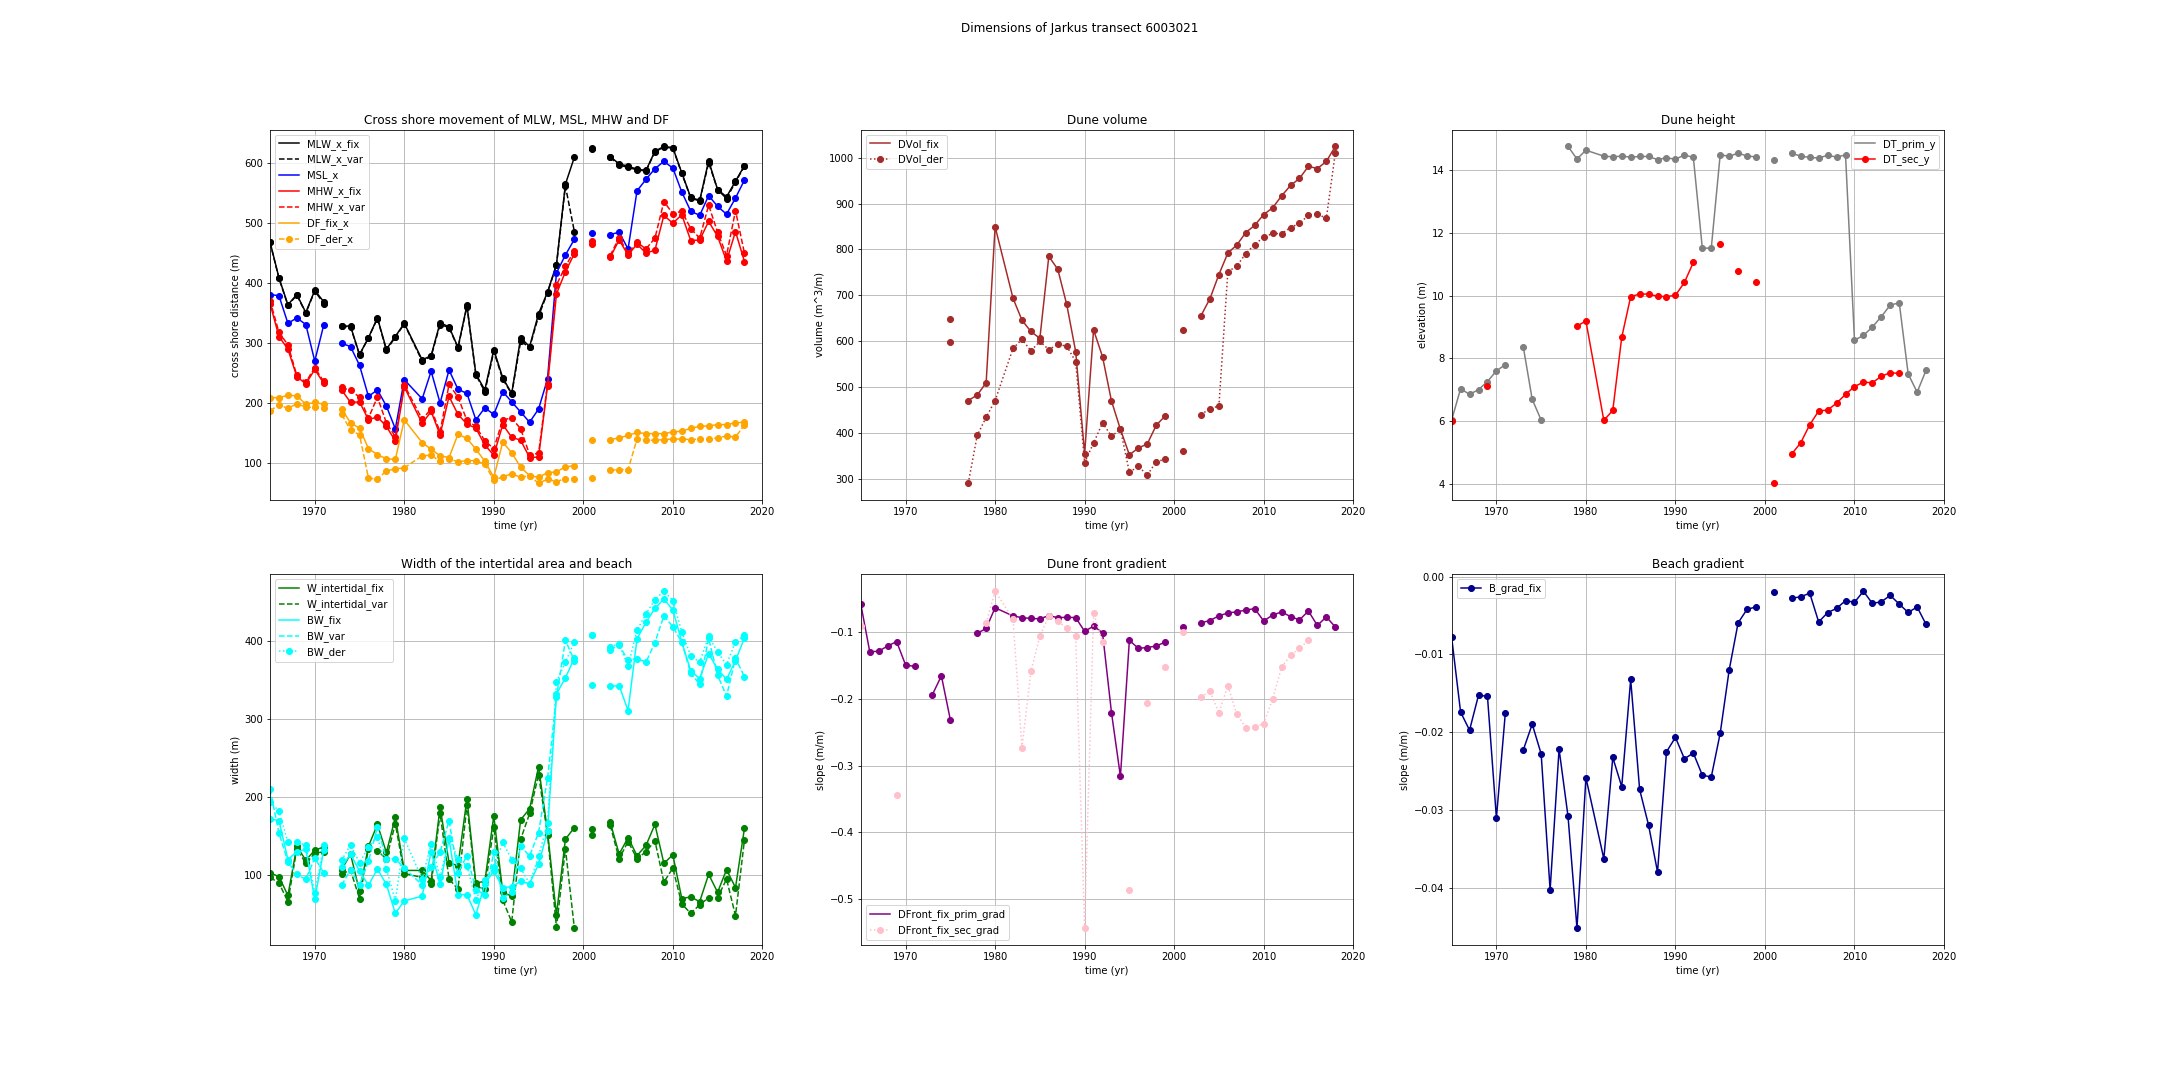 Dimensions of Jarkus transect 6003021
Cross shore movement of MLW, MSL, MHW and DF
MLW_x_fix
MLW_x_var
MSL_x
MHW_x_fix
MHW_x_var
DF_fix_x
DF_der_x
cross shore distance (m)
600
500
400
300
200
100
1970
1980
1990
2000
2010
2020
time (yr)
Dune volume
DVol_fix
DVol_der
volume (m^3/m)
1000
900
800
700
600
500
400
300
1970
1980
1990
2000
2010
2020
time (yr)
Dune height
DT_prim_y
DT_sec_y
elevation (m)
14
12
10
8
6
4
1970
1980
1990
2000
2010
2020
time (yr)
Width of the intertidal area and beach
W_intertidal_fix
W_intertidal_var
BW_fix
BW_var
BW_der
width (m)
400
300
200
100
1970
1980
1990
2000
2010
2020
time (yr)
Dune front gradient
DFront_fix_prim_grad
DFront_fix_sec_grad
slope (m/m)
−0.1
−0.2
−0.3
−0.4
−0.5
1970
1980
1990
2000
2010
2020
time (yr)
Beach gradient
B_grad_fix
slope (m/m)
0.00
−0.01
−0.02
−0.03
−0.04
1970
1980
1990
2000
2010
2020
time (yr)